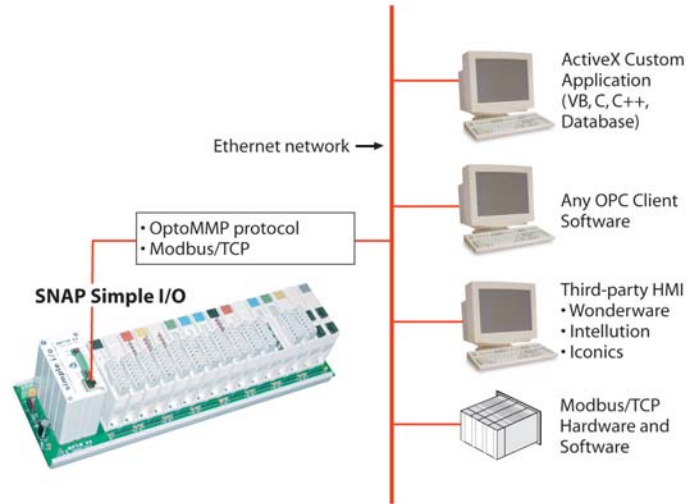 ActiveX Custom
Application
(VB, C, C++,
Database)
Ethernet network
Any OPC Client
Software
• OptoMMP protocol
• Modbus/TCP
SNAP Simple I/O
Third-party HMI
• Wonderware
• Intellution
• Iconics
simple i/o
Modbus/TCP
Hardware and
Software